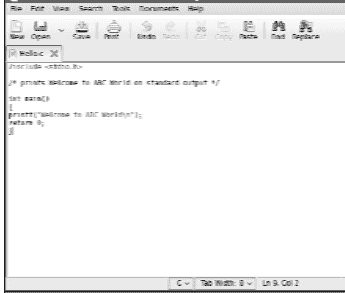 File Edit View Search Tools Documents Help
New Open Save Print Undo Redo Cut Copy Paste Find Replace
Hello.c
#include <stdio.h>
/* prints Welcome to ABC World on standard output */
int main()
{
printf("Welcome to ABC World\n");
return 0;
}
C Tab Width: 8 Ln 9, Col 2